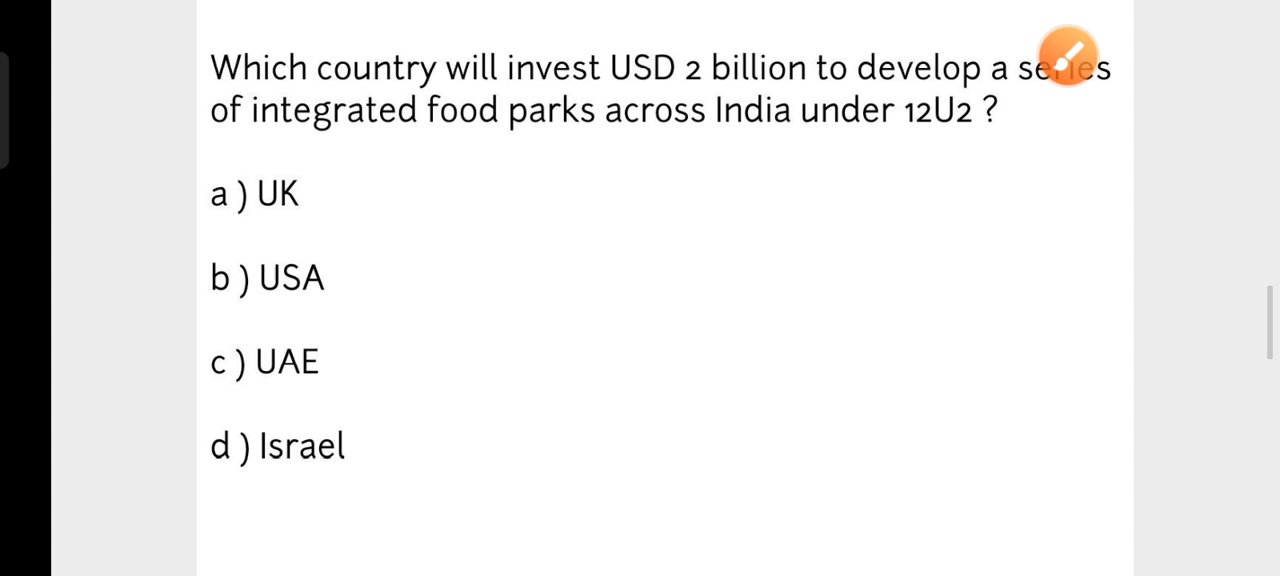 Which country will invest USD 2 billion to develop a series
of integrated food parks across India under 12U2 ?
a ) UK
b ) USA
c ) UAE
d ) Israel